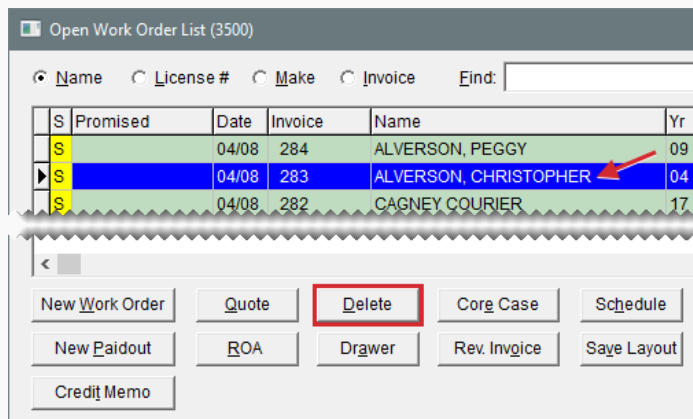 Open Work Order List (3500)
Name License # Make Invoice Find:
S Promised Date Invoice Name Yr
S 04/08 284 ALVERSON, PEGGY 09
S 04/08 283 ALVERSON, CHRISTOPHER 04
S 04/08 282 CAGNEY COURIER 17
New Work Order Quote Delete Core Case Schedule
New Paidout ROA Drawer Rev. Invoice Save Layout
Credit Memo